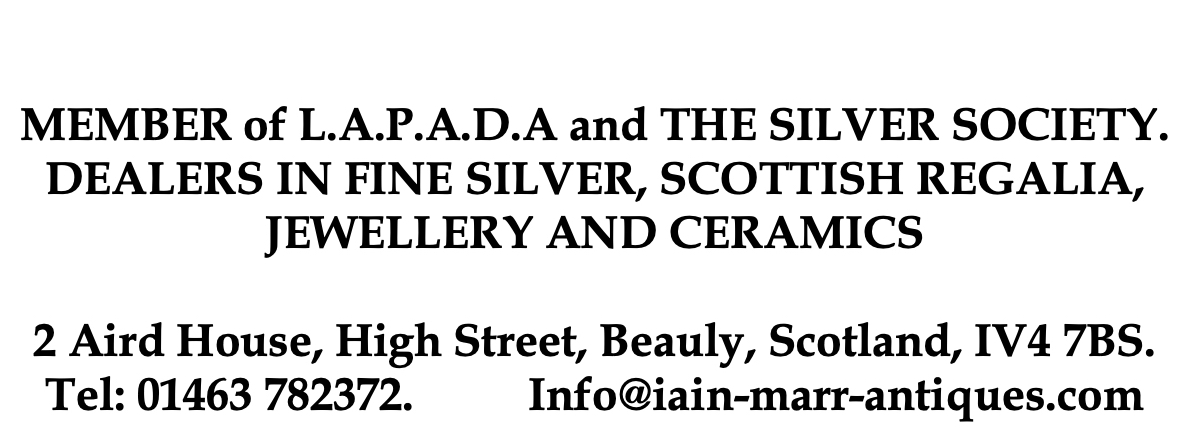 MEMBER of L.A.P.A.D.A and THE SILVER SOCIETY.
DEALERS IN FINE SILVER, SCOTTISH REGALIA,
JEWELLERY AND CERAMICS
2 Aird House, High Street, Beauly, Scotland, IV4 7BS.
Tel: 01463 782372. Info@iain-marr-antiques.com